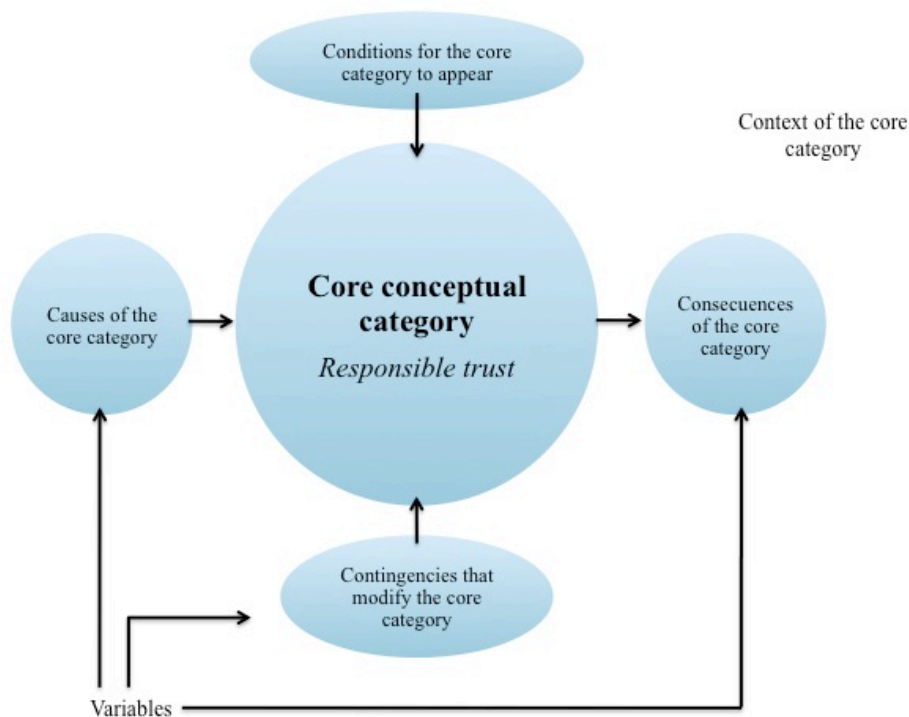 Conditions for the core
category to appear
Context of the core
category
Core conceptual
category
Responsible trust
Causes of the
core category
Consecuences
of the core
category
Contingencies that
modify the core
category
Variables